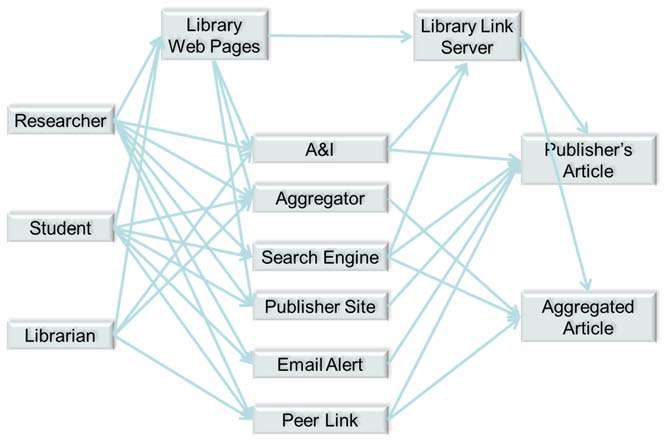 Library
Web Pages
Library Link
Server
Researcher
A&I
Publisher's
Article
Aggregator
Student
Search Engine
Publisher Site
Aggregated
Article
Librarian
Email Alert
Peer Link